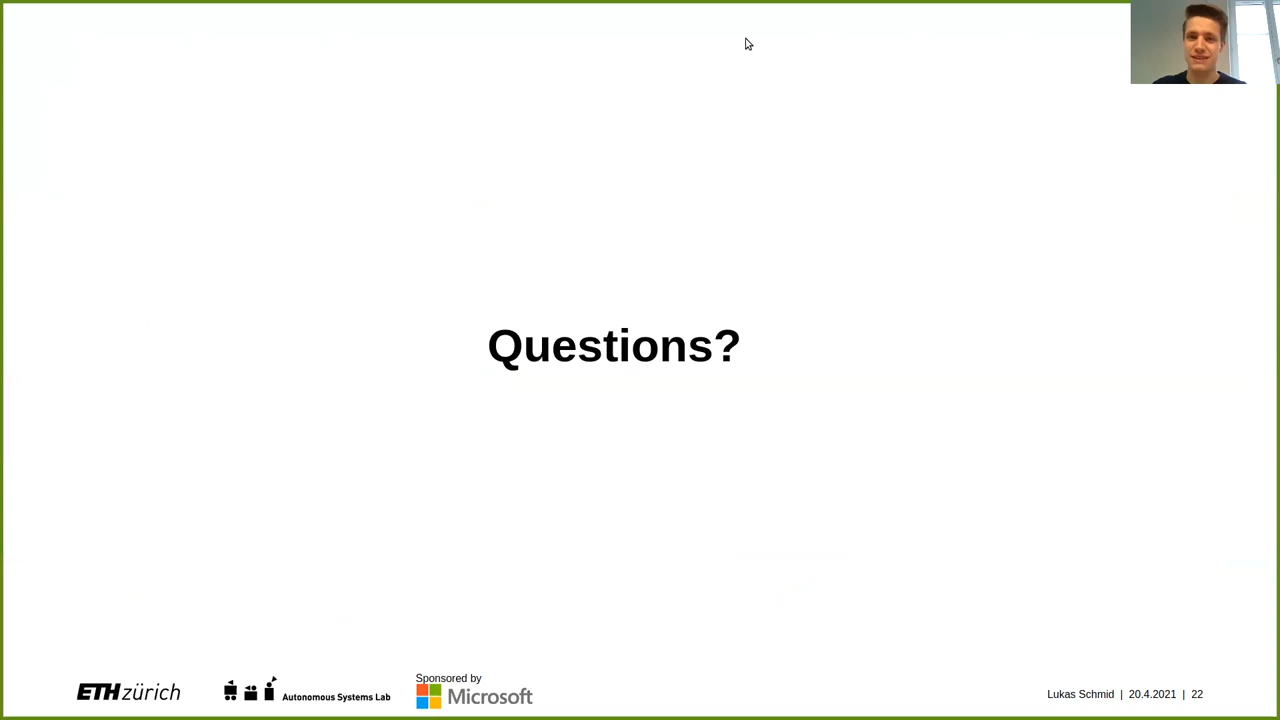 Questions?
ETH zürich
Autonomous Systems Lab
Sponsored by
Microsoft
Lukas Schmid | 20.4.2021 | 22